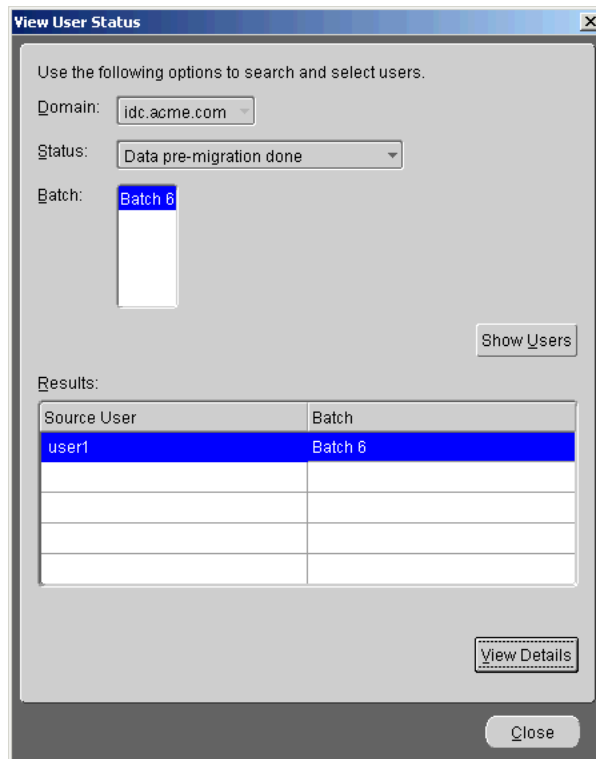 View User Status
Use the following options to search and select users.
Domain: idc.acme.com
Status: Data pre-migration done
Batch: Batch 6
Show Users
Results:
Source User Batch
user1 Batch 6
View Details
Close